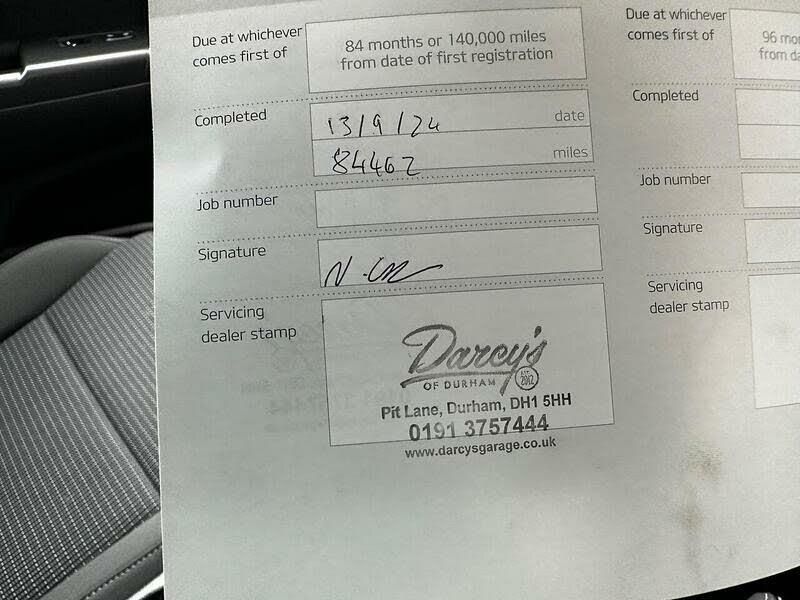 Due at whichever
comes first of
84 months or 140,000 miles
from date of first registration
Completed
13/9/24
date
84462
miles
Job number
Signature
Servicing
dealer stamp
Darcy's
OF DURHAM
EST.
2012
Pit Lane, Durham, DH1 5HH
0191 3757444
www.darcysgarage.co.uk
Due at whichever
comes first of
96
from
Completed
Job number
Signature
Servicing
dealer stamp